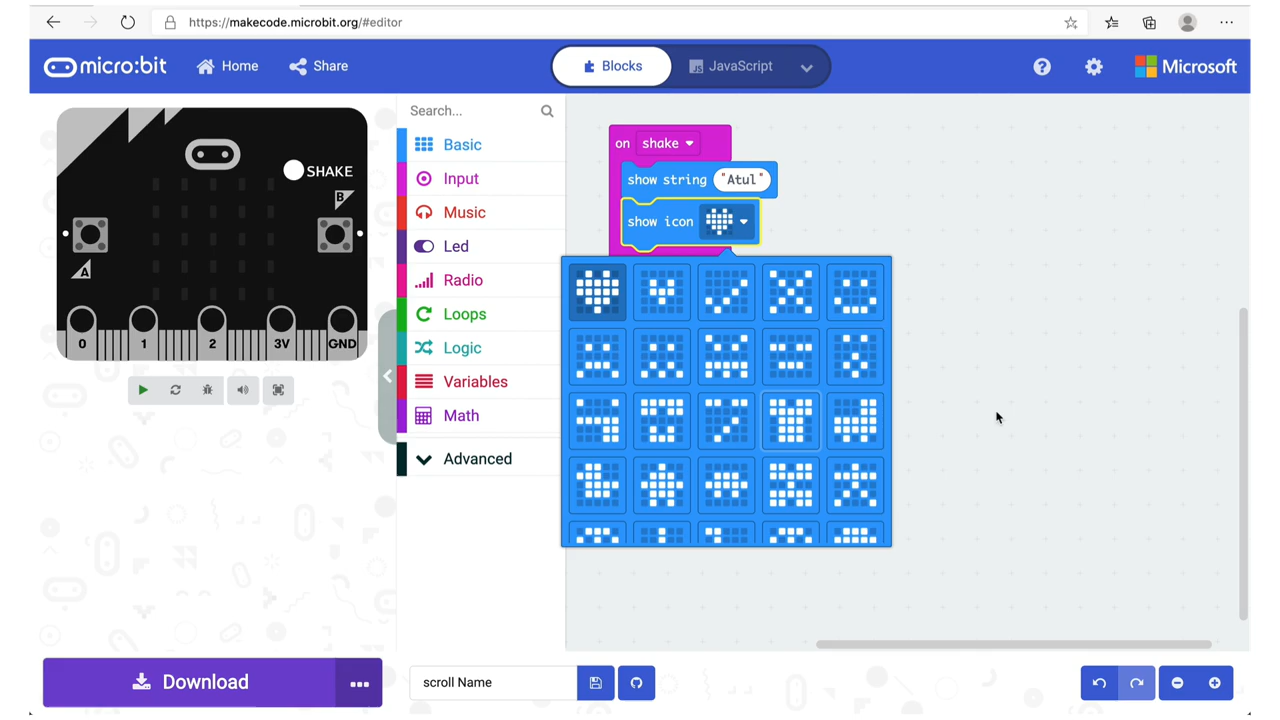 https://makecode.microbit.org/#editor
micro:bit
Home
Share
Blocks
JavaScript
Microsoft
SHAKE
B
A
0 1 2 3V GND
Search...
Basic
Input
Music
Led
Radio
Loops
Logic
Variables
Math
Advanced
on shake
show string "Atul"
show icon
Download
scroll Name